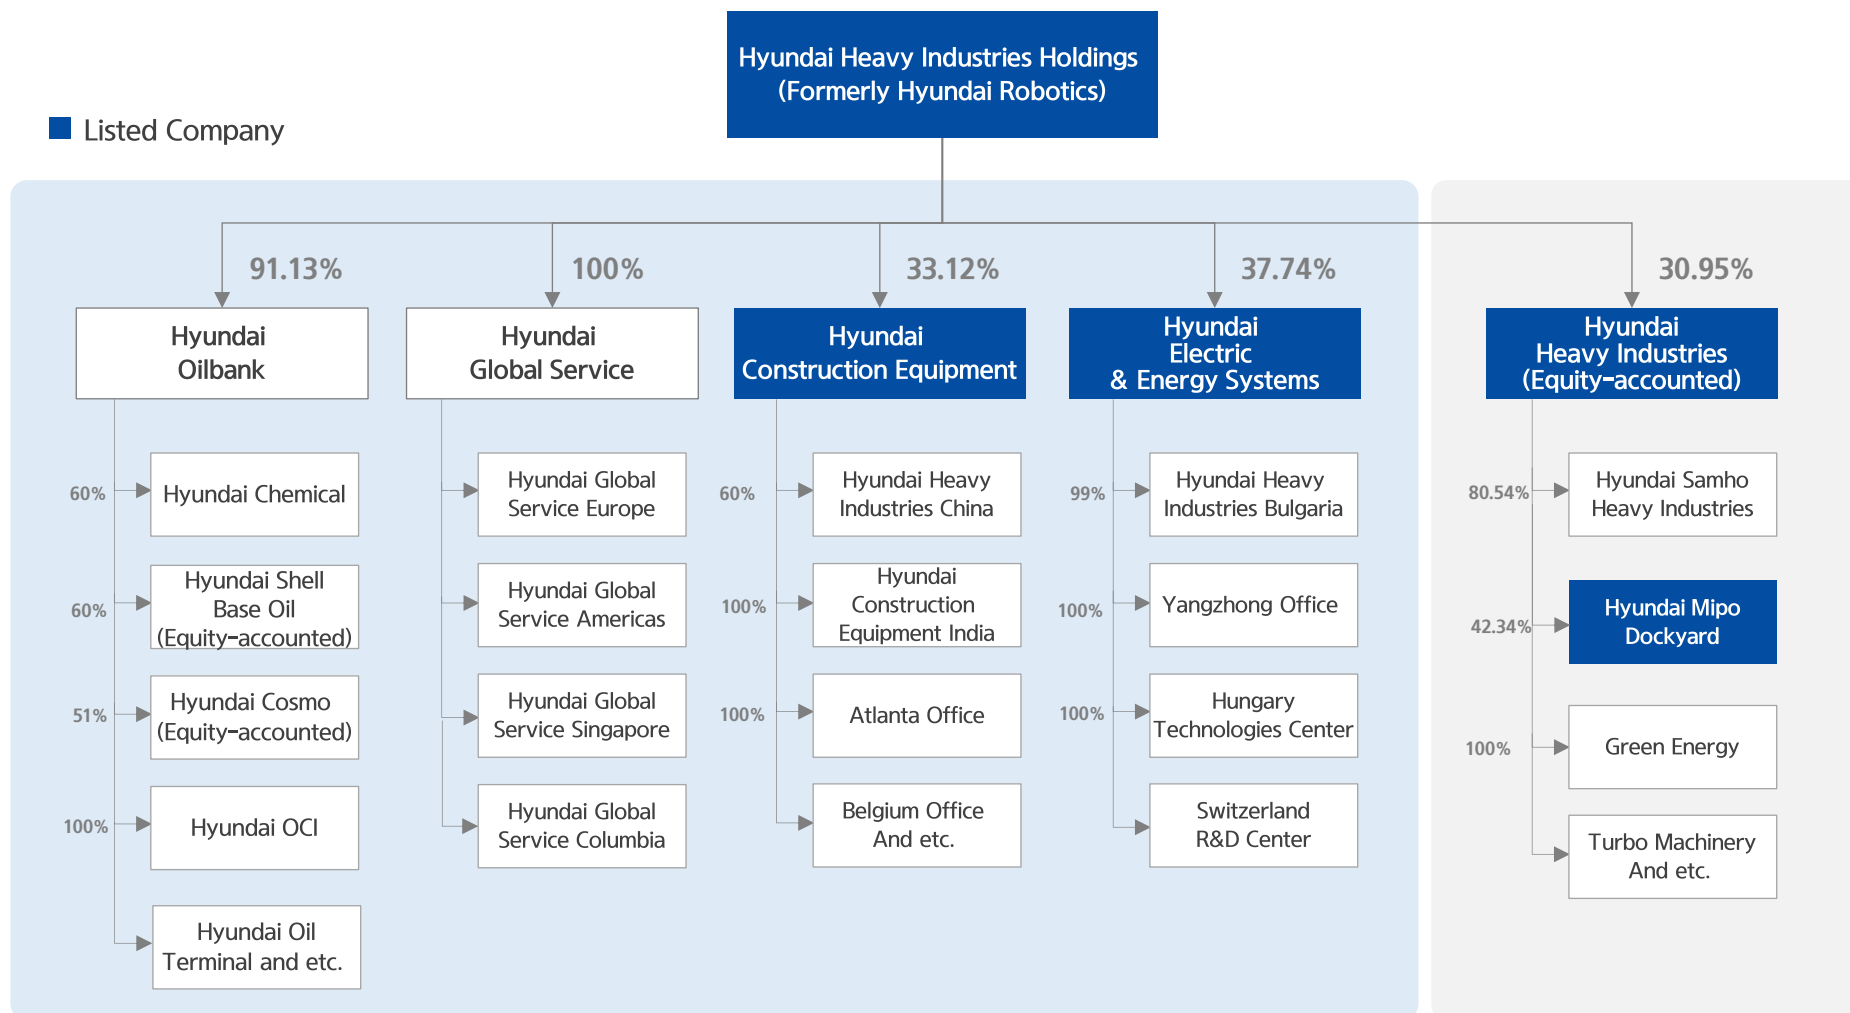 Hyundai Heavy Industries Holdings
(Formerly Hyundai Robotics)
Listed Company
91.13%
100%
33.12%
37.74%
30.95%
Hyundai
Oilbank
Hyundai
Global Service
Hyundai
Construction Equipment
Hyundai
Electric
& Energy Systems
Hyundai
Heavy Industries
(Equity-accounted)
60%
Hyundai Chemical
60%
Hyundai Shell
Base Oil
(Equity-accounted)
51%
Hyundai Cosmo
(Equity-accounted)
100%
Hyundai OCI
Hyundai Oil
Terminal and etc.
Hyundai Global
Service Europe
Hyundai Global
Service Americas
Hyundai Global
Service Singapore
Hyundai Global
Service Columbia
60%
Hyundai Heavy
Industries China
100%
Hyundai
Construction
Equipment India
100%
Atlanta Office
Belgium Office
And etc.
99%
Hyundai Heavy
Industries Bulgaria
100%
Yangzhong Office
100%
Hungary
Technologies Center
Switzerland
R&D Center
80.54%
Hyundai Samho
Heavy Industries
42.34%
Hyundai Mipo
Dockyard
100%
Green Energy
Turbo Machinery
And etc.